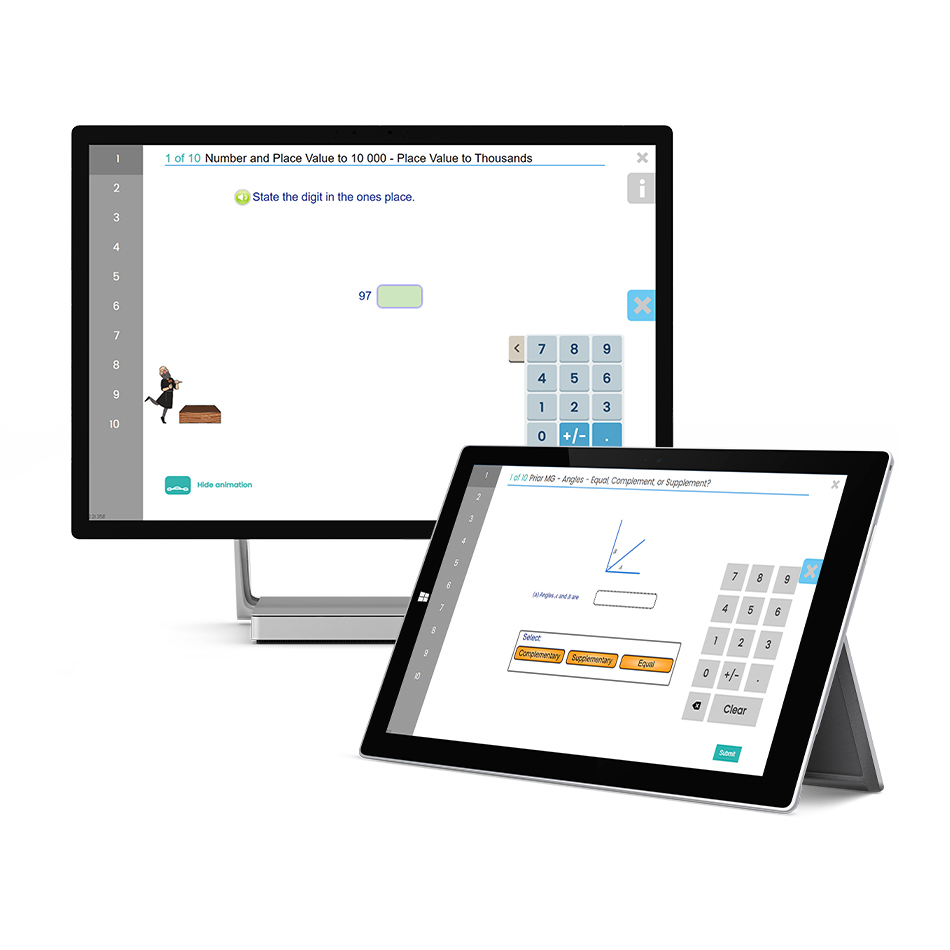 1 of 10 Number and Place Value to 10 000 - Place Value to Thousands
1
2
3
4
5
6
7
8
9
10
i
State the digit in the ones place.
97
< 7 8 9
4 5 6
1 2 3
0 +/- .
Hide animation
1 of 10 Prior MG - Angles - Equal, Complement, or Supplement?
1
2
3
4
5
6
7
8
9
10
B
A
(a) Angles A and B are
Select:
Complementary Supplementary Equal
7 8 9
4 5 6
1 2 3
0 +/- .
Clear
Submit